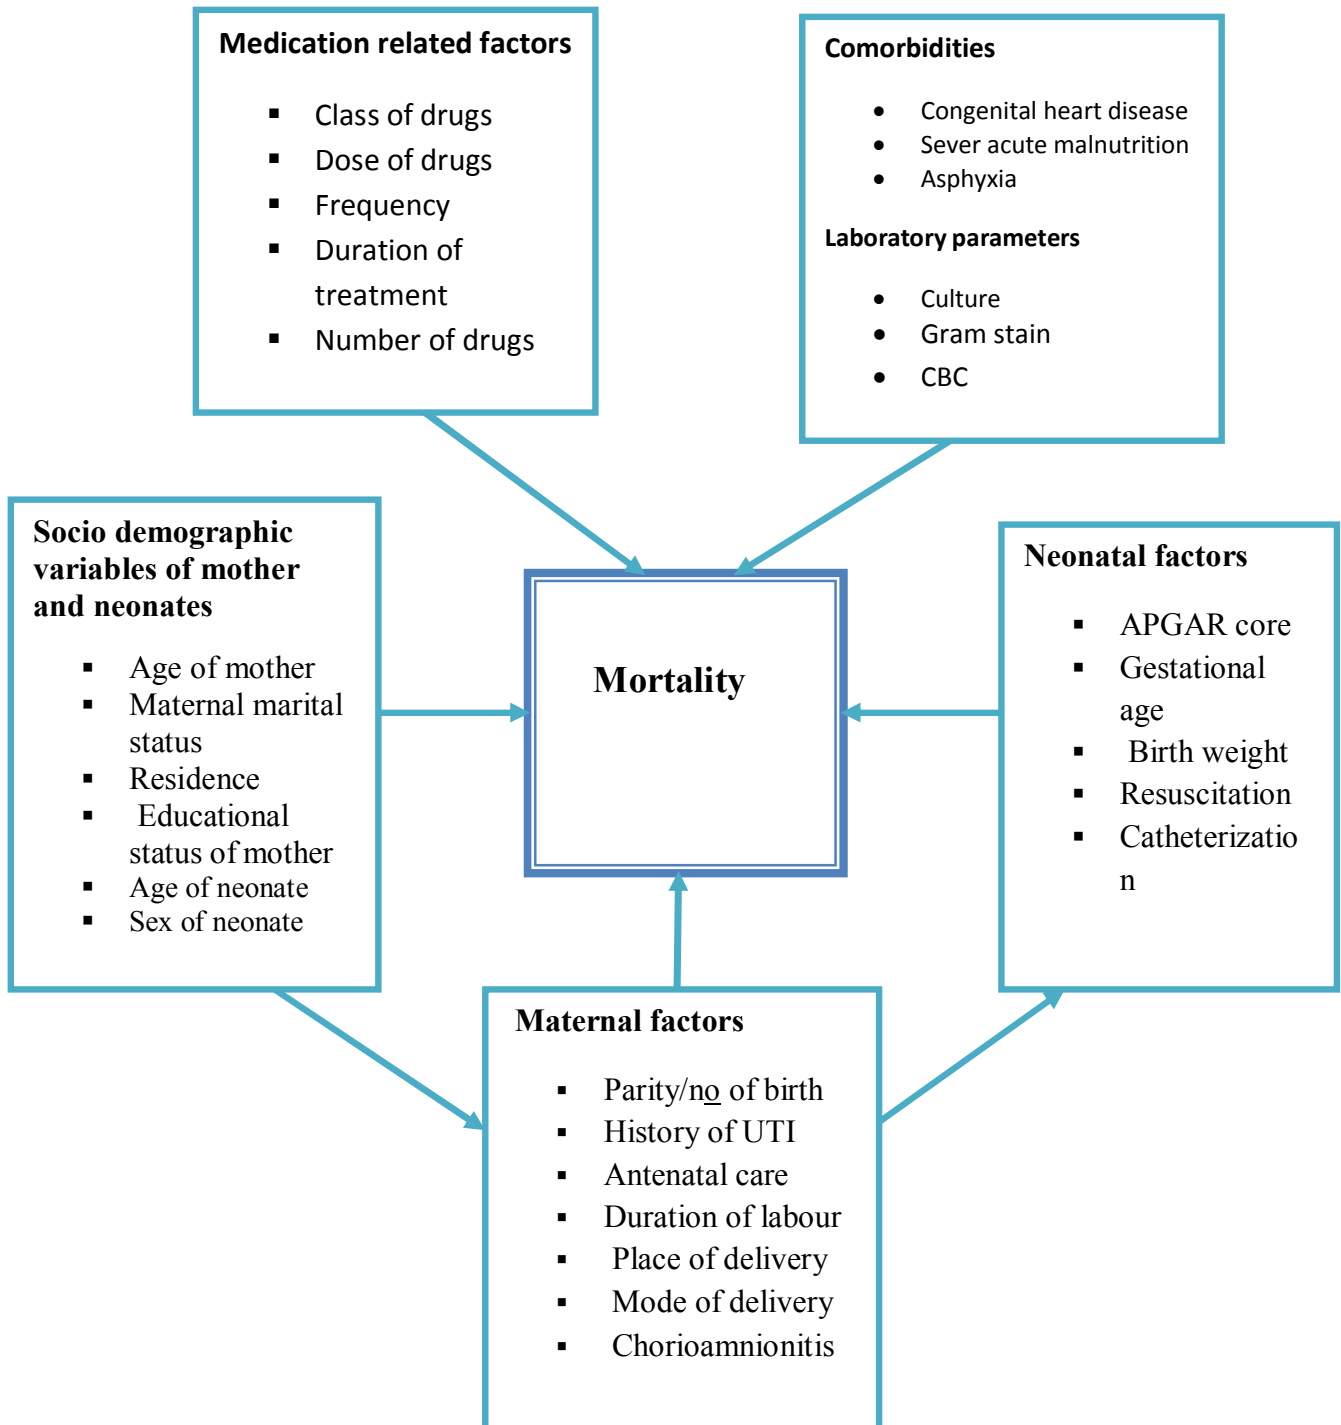 Medication related factors
▪ Class of drugs
▪ Dose of drugs
▪ Frequency
▪ Duration of
treatment
▪ Number of drugs
Comorbidities
• Congenital heart disease
• Sever acute malnutrition
• Asphyxia
Laboratory parameters
• Culture
• Gram stain
• CBC
Socio demographic
variables of mother
and neonates
▪ Age of mother
▪ Maternal marital
status
▪ Residence
▪ Educational
status of mother
▪ Age of neonate
▪ Sex of neonate
Mortality
Neonatal factors
▪ APGAR core
▪ Gestational
age
▪ Birth weight
▪ Resuscitation
▪ Catheterizatio
n
Maternal factors
▪ Parity/no of birth
▪ History of UTI
▪ Antenatal care
▪ Duration of labour
▪ Place of delivery
▪ Mode of delivery
▪ Chorioamnionitis